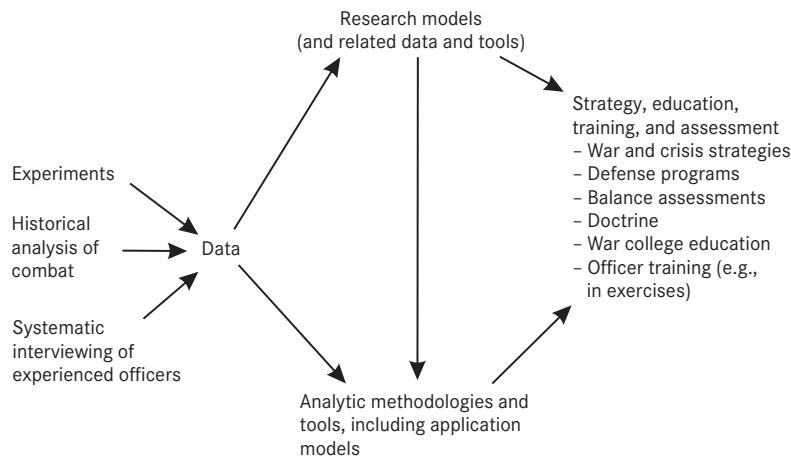 Research models
(and related data and tools)
Strategy, education,
training, and assessment
– War and crisis strategies
– Defense programs
– Balance assessments
– Doctrine
– War college education
– Officer training (e.g.,
in exercises)
Experiments
Historical
analysis of
combat
Data
Systematic
interviewing of
experienced officers
Analytic methodologies and
tools, including application
models